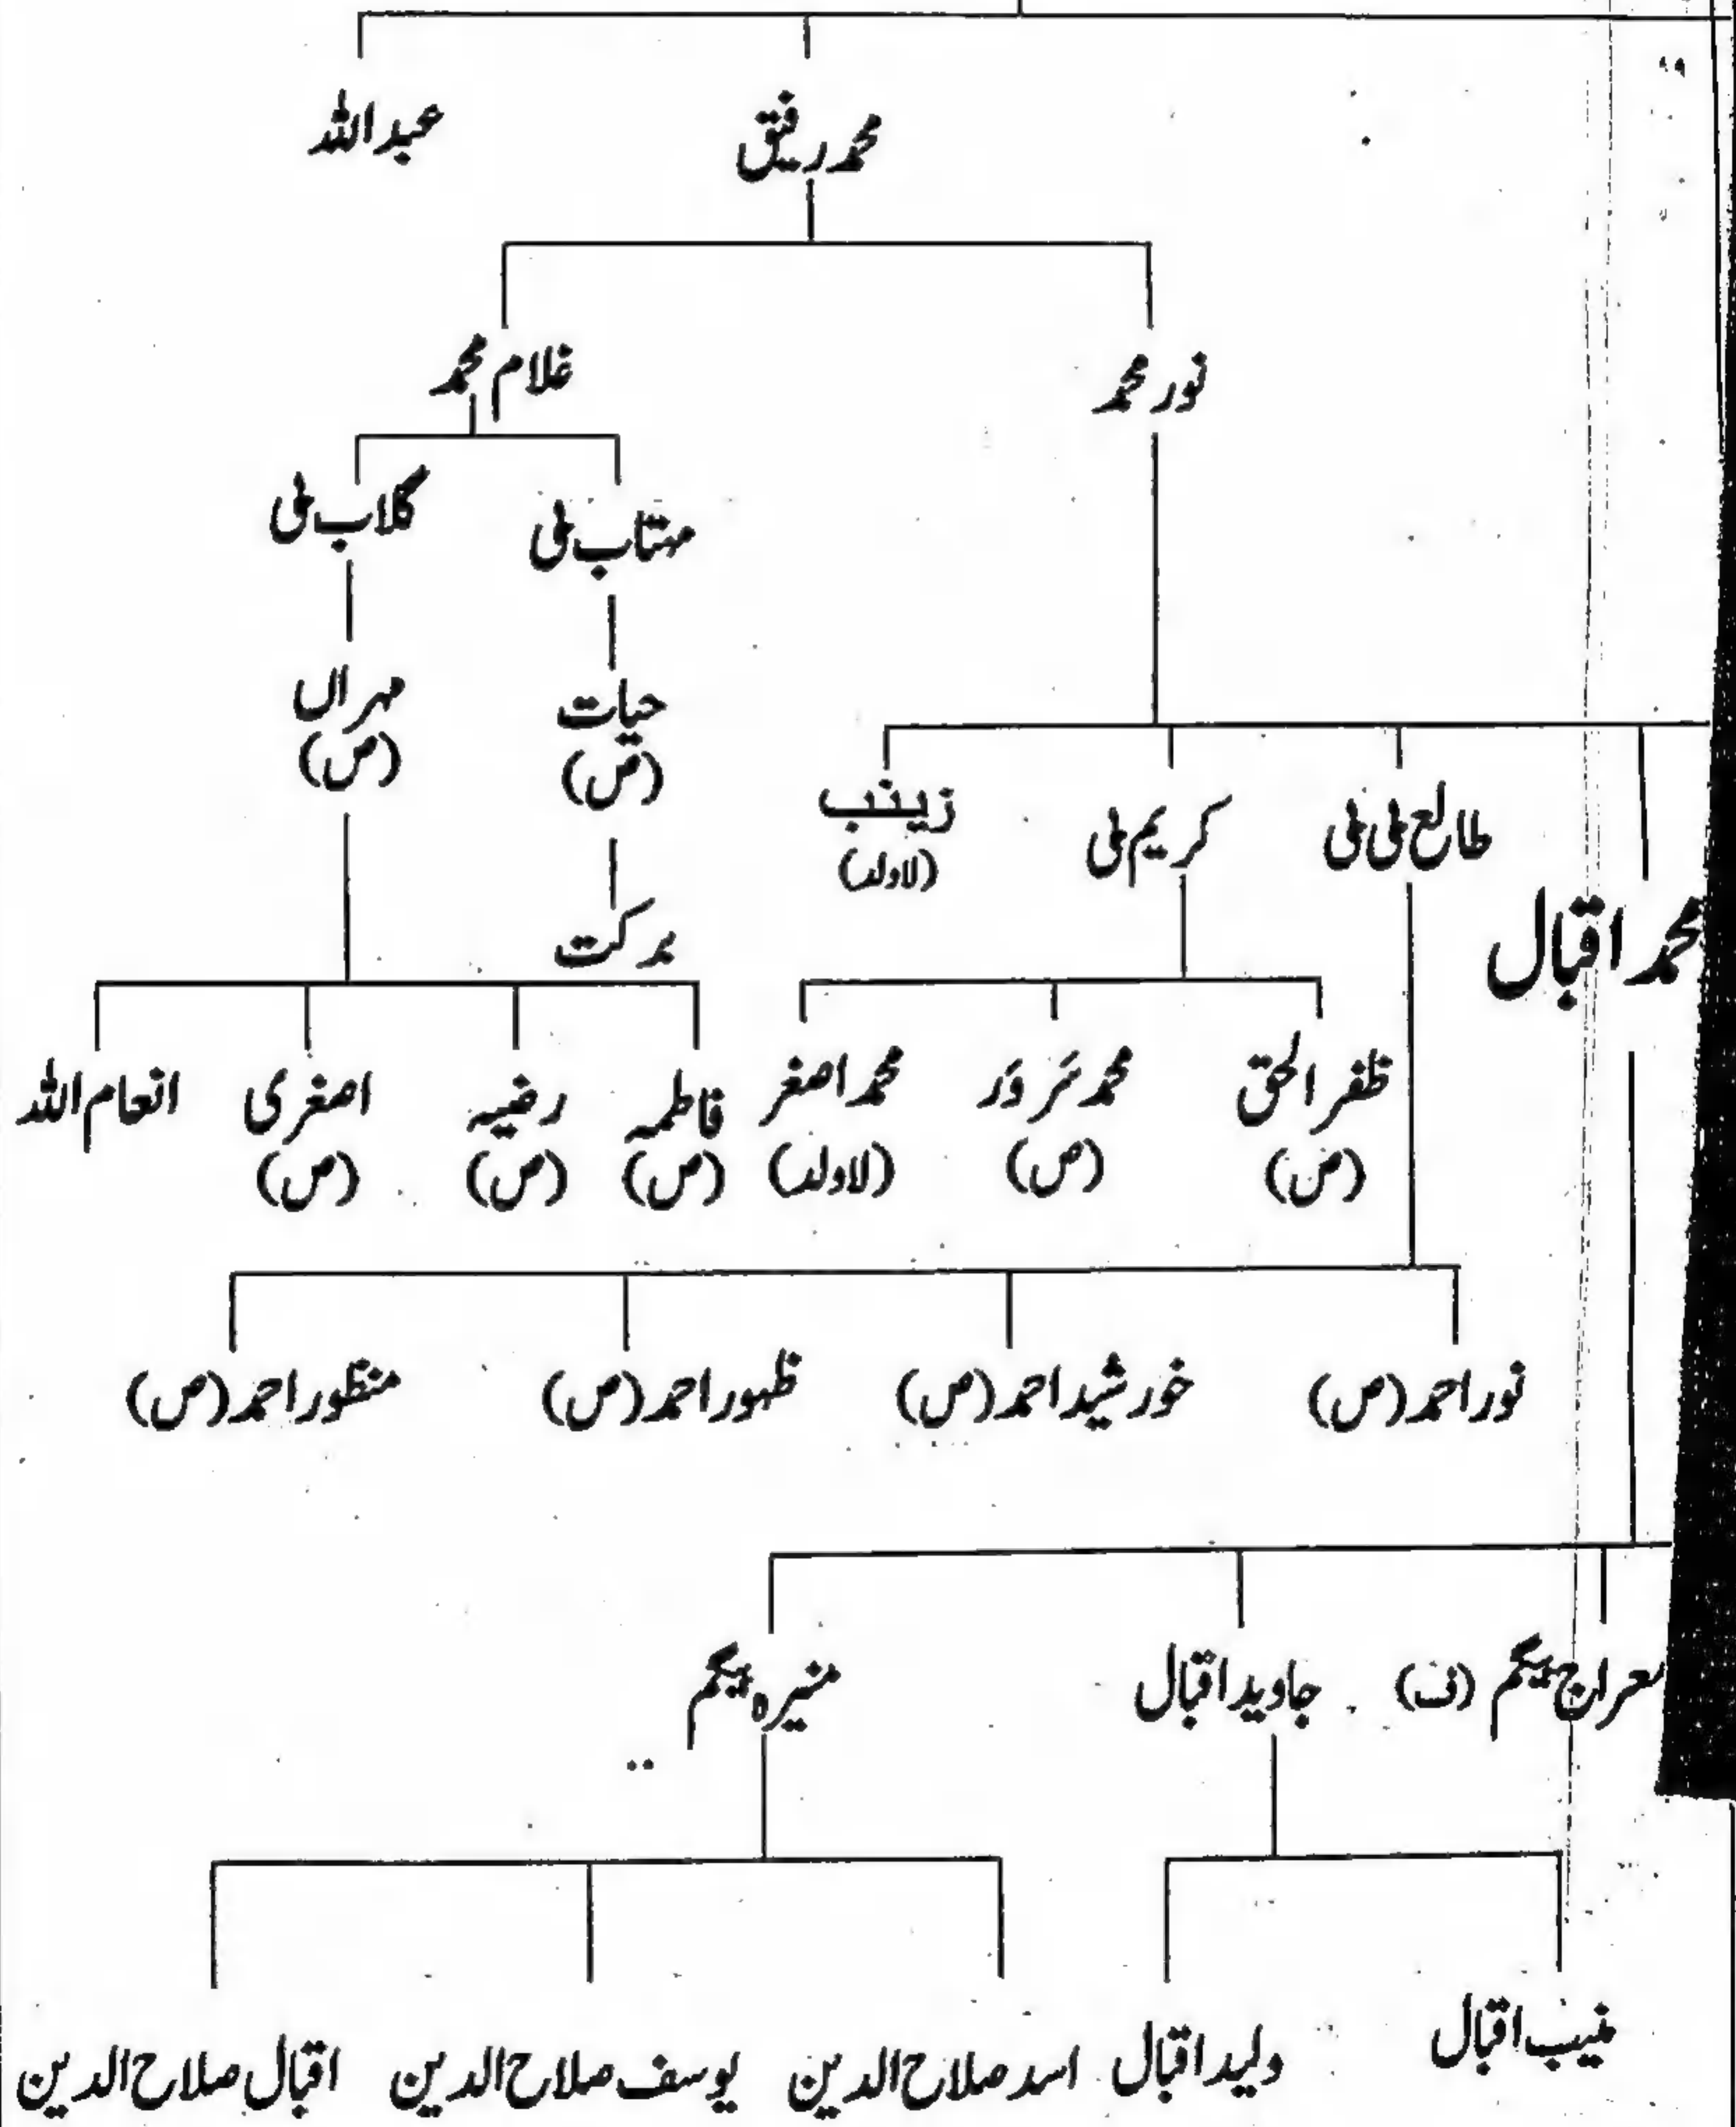 محمد رفیق عبداللہ
نور محمد غلام محمد
مہتاب بی گلاب بی
حیات مہراں
(ص) (ص)
طالع بی بی کریم بی زینب
(لاولد)
محمد اقبال
برکت
ظفر الحق محمد سَروَر محمد اصغر فاطمہ رضیہ اصغری انعام اللہ
(ص) (ص) (لاولد) (ص) (ص) (ص)
نور احمد (ص) خورشید احمد (ص) ظہور احمد (ص) منظور احمد (ص)
معراج بیگم (ف) جاوید اقبال منیرہ بیگم
منیب اقبال ولید اقبال اسد صلاح الدین یوسف صلاح الدین اقبال صلاح الدین